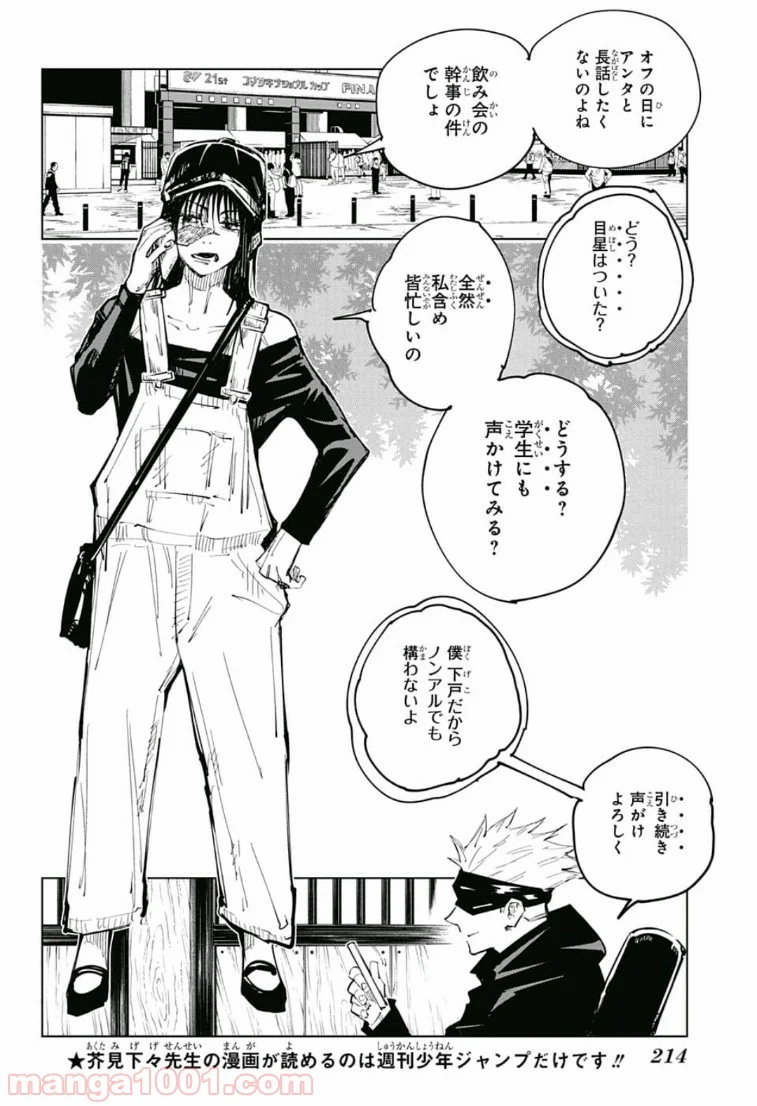 オフの日に
アンタと
長話したく
ないのよね
飲み会の
幹事の件
でしょ
21st
FINA
どう?
目星はついた?
全然
私含め
皆忙しいの
どうする?
学生にも
声かけてみる?
僕下戸だから
ノンアルでも
構わないよ
引き続き
声がけ
よろしく
★芥見下々先生の漫画が読めるのは週刊少年ジャンプだけです!!
214
manga1001.com